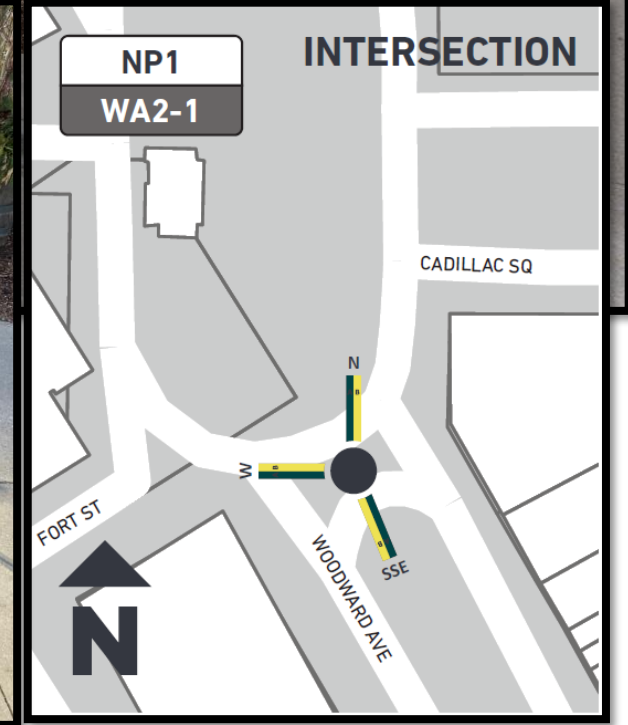 NP1
WA2-1
INTERSECTION
CADILLAC SQ
N
W
FORT ST
WOODWARD AVE
SSE
N